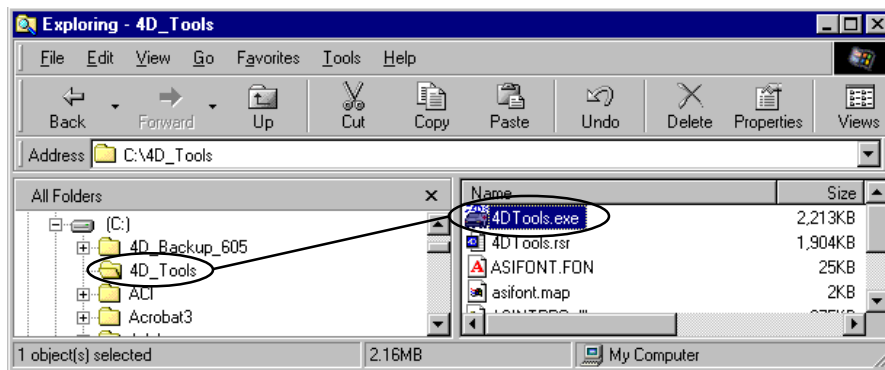 Exploring - 4D_Tools
File Edit View Go Favorites Tools Help
Back Forward Up Cut Copy Paste Undo Delete Properties Views
Address C:\4D_Tools
All Folders x
(C:)
4D_Backup_605
4D_Tools
ACI
Acrobat3
Name Size
4DTools.exe 2,213KB
4DTools.rsr 1,904KB
ASIFONT.FON 25KB
asifont.map 2KB
1 object(s) selected 2.16MB My Computer